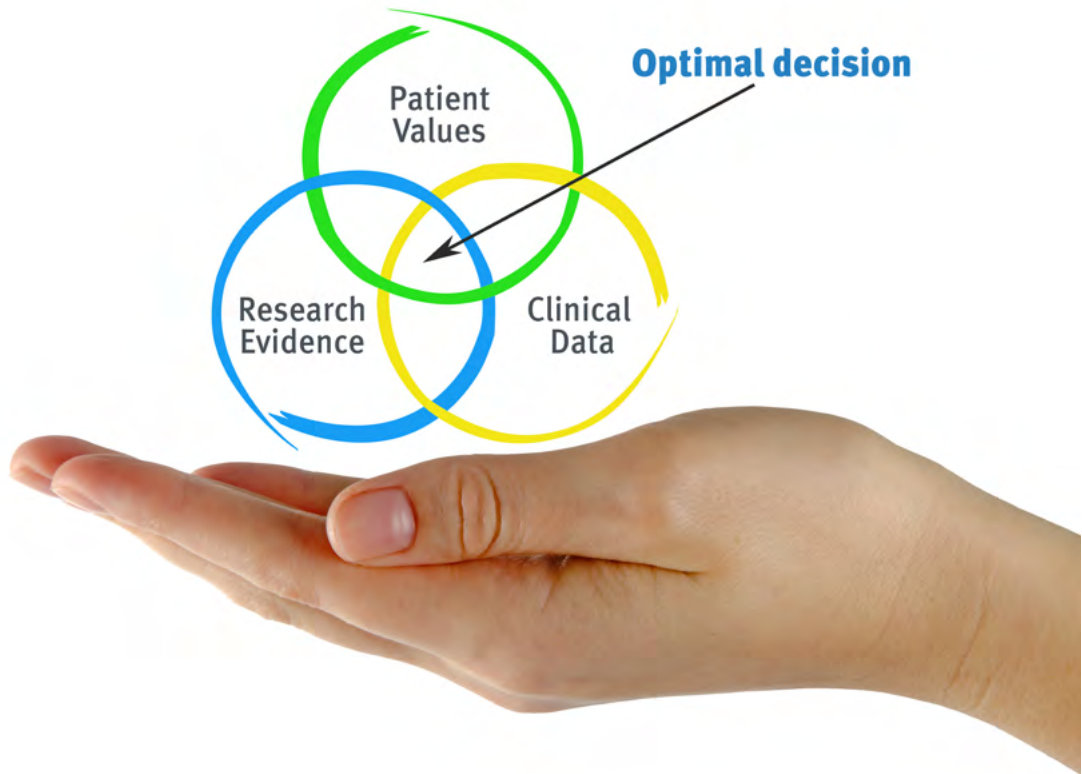 Optimal decision
Patient
Values
Research
Evidence
Clinical
Data